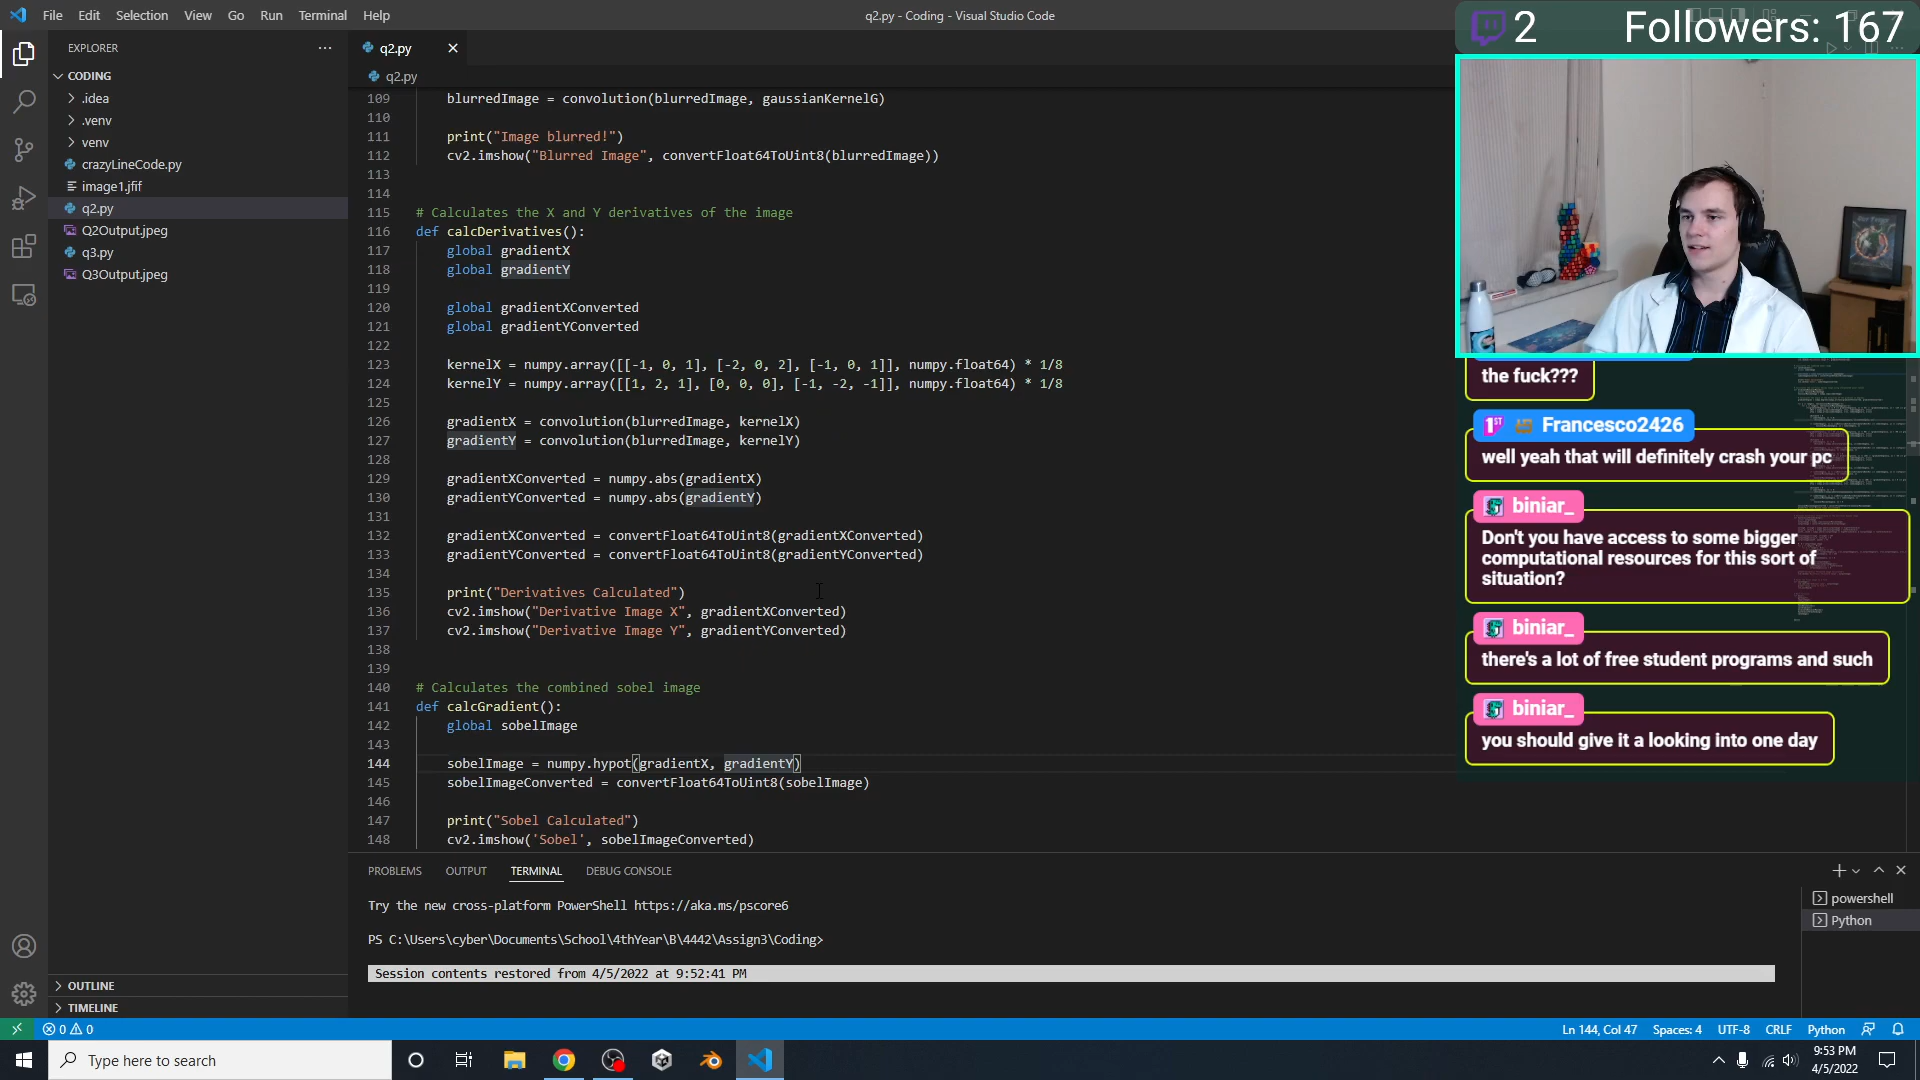 File Edit Selection View Go Run Terminal Help
q2.py - Coding - Visual Studio Code
2 Followers: 167
EXPLORER
CODING
.idea
.venv
venv
crazyLineCode.py
image1.jfif
q2.py
Q2Output.jpeg
q3.py
Q3Output.jpeg
OUTLINE
TIMELINE
q2.py
q2.py
109 blurredImage = convolution(blurredImage, gaussianKernelG)
110
111 print("Image blurred!")
112 cv2.imshow("Blurred Image", convertFloat64ToUint8(blurredImage))
113
114
115 # Calculates the X and Y derivatives of the image
116 def calcDerivatives():
117 global gradientX
118 global gradientY
119
120 global gradientXConverted
121 global gradientYConverted
122
123 kernelX = numpy.array([[-1, 0, 1], [-2, 0, 2], [-1, 0, 1]], numpy.float64) * 1/8
124 kernelY = numpy.array([[1, 2, 1], [0, 0, 0], [-1, -2, -1]], numpy.float64) * 1/8
125
126 gradientX = convolution(blurredImage, kernelX)
127 gradientY = convolution(blurredImage, kernelY)
128
129 gradientXConverted = numpy.abs(gradientX)
130 gradientYConverted = numpy.abs(gradientY)
131
132 gradientXConverted = convertFloat64ToUint8(gradientXConverted)
133 gradientYConverted = convertFloat64ToUint8(gradientYConverted)
134
135 print("Derivatives Calculated")
136 cv2.imshow("Derivative Image X", gradientXConverted)
137 cv2.imshow("Derivative Image Y", gradientYConverted)
138
139
140 # Calculates the combined sobel image
141 def calcGradient():
142 global sobelImage
143
144 sobelImage = numpy.hypot(gradientX, gradientY)
145 sobelImageConverted = convertFloat64ToUint8(sobelImage)
146
147 print("Sobel Calculated")
148 cv2.imshow('Sobel', sobelImageConverted)
the fuck???
1ST Francesco2426
well yeah that will definitely crash your pc
biniar_
Don't you have access to some bigger
computational resources for this sort of
situation?
biniar_
there's a lot of free student programs and such
biniar_
you should give it a looking into one day
PROBLEMS OUTPUT TERMINAL DEBUG CONSOLE
Try the new cross-platform PowerShell https://aka.ms/pscore6
PS C:\Users\cyber\Documents\School\4thYear\B\4442\Assign3\Coding>
Session contents restored from 4/5/2022 at 9:52:41 PM
powershell
Python
0 0
Ln 144, Col 47 Spaces: 4 UTF-8 CRLF Python
Type here to search
9:53 PM
4/5/2022